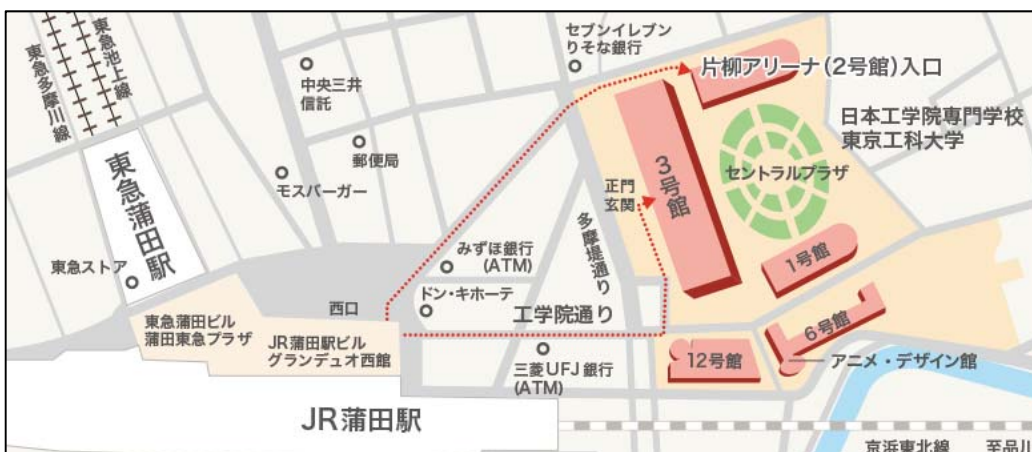 東急多摩川線
東急池上線
中央三井
信託
郵便局
モスバーガー
セブンイレブン
りそな銀行
片柳アリーナ(2号館)入口
日本工学院専門学校
東京工科大学
セントラルプラザ
3号館
正門
玄関
多摩堤通り
東急蒲田駅
東急ストア
みずほ銀行
(ATM)
ドン・キホーテ
西口
工学院通り
1号館
6号館
東急蒲田ビル
蒲田東急プラザ
JR蒲田駅ビル
グランデュオ西館
三菱UFJ銀行
(ATM)
12号館
アニメ・デザイン館
JR蒲田駅
京浜東北線
至品川